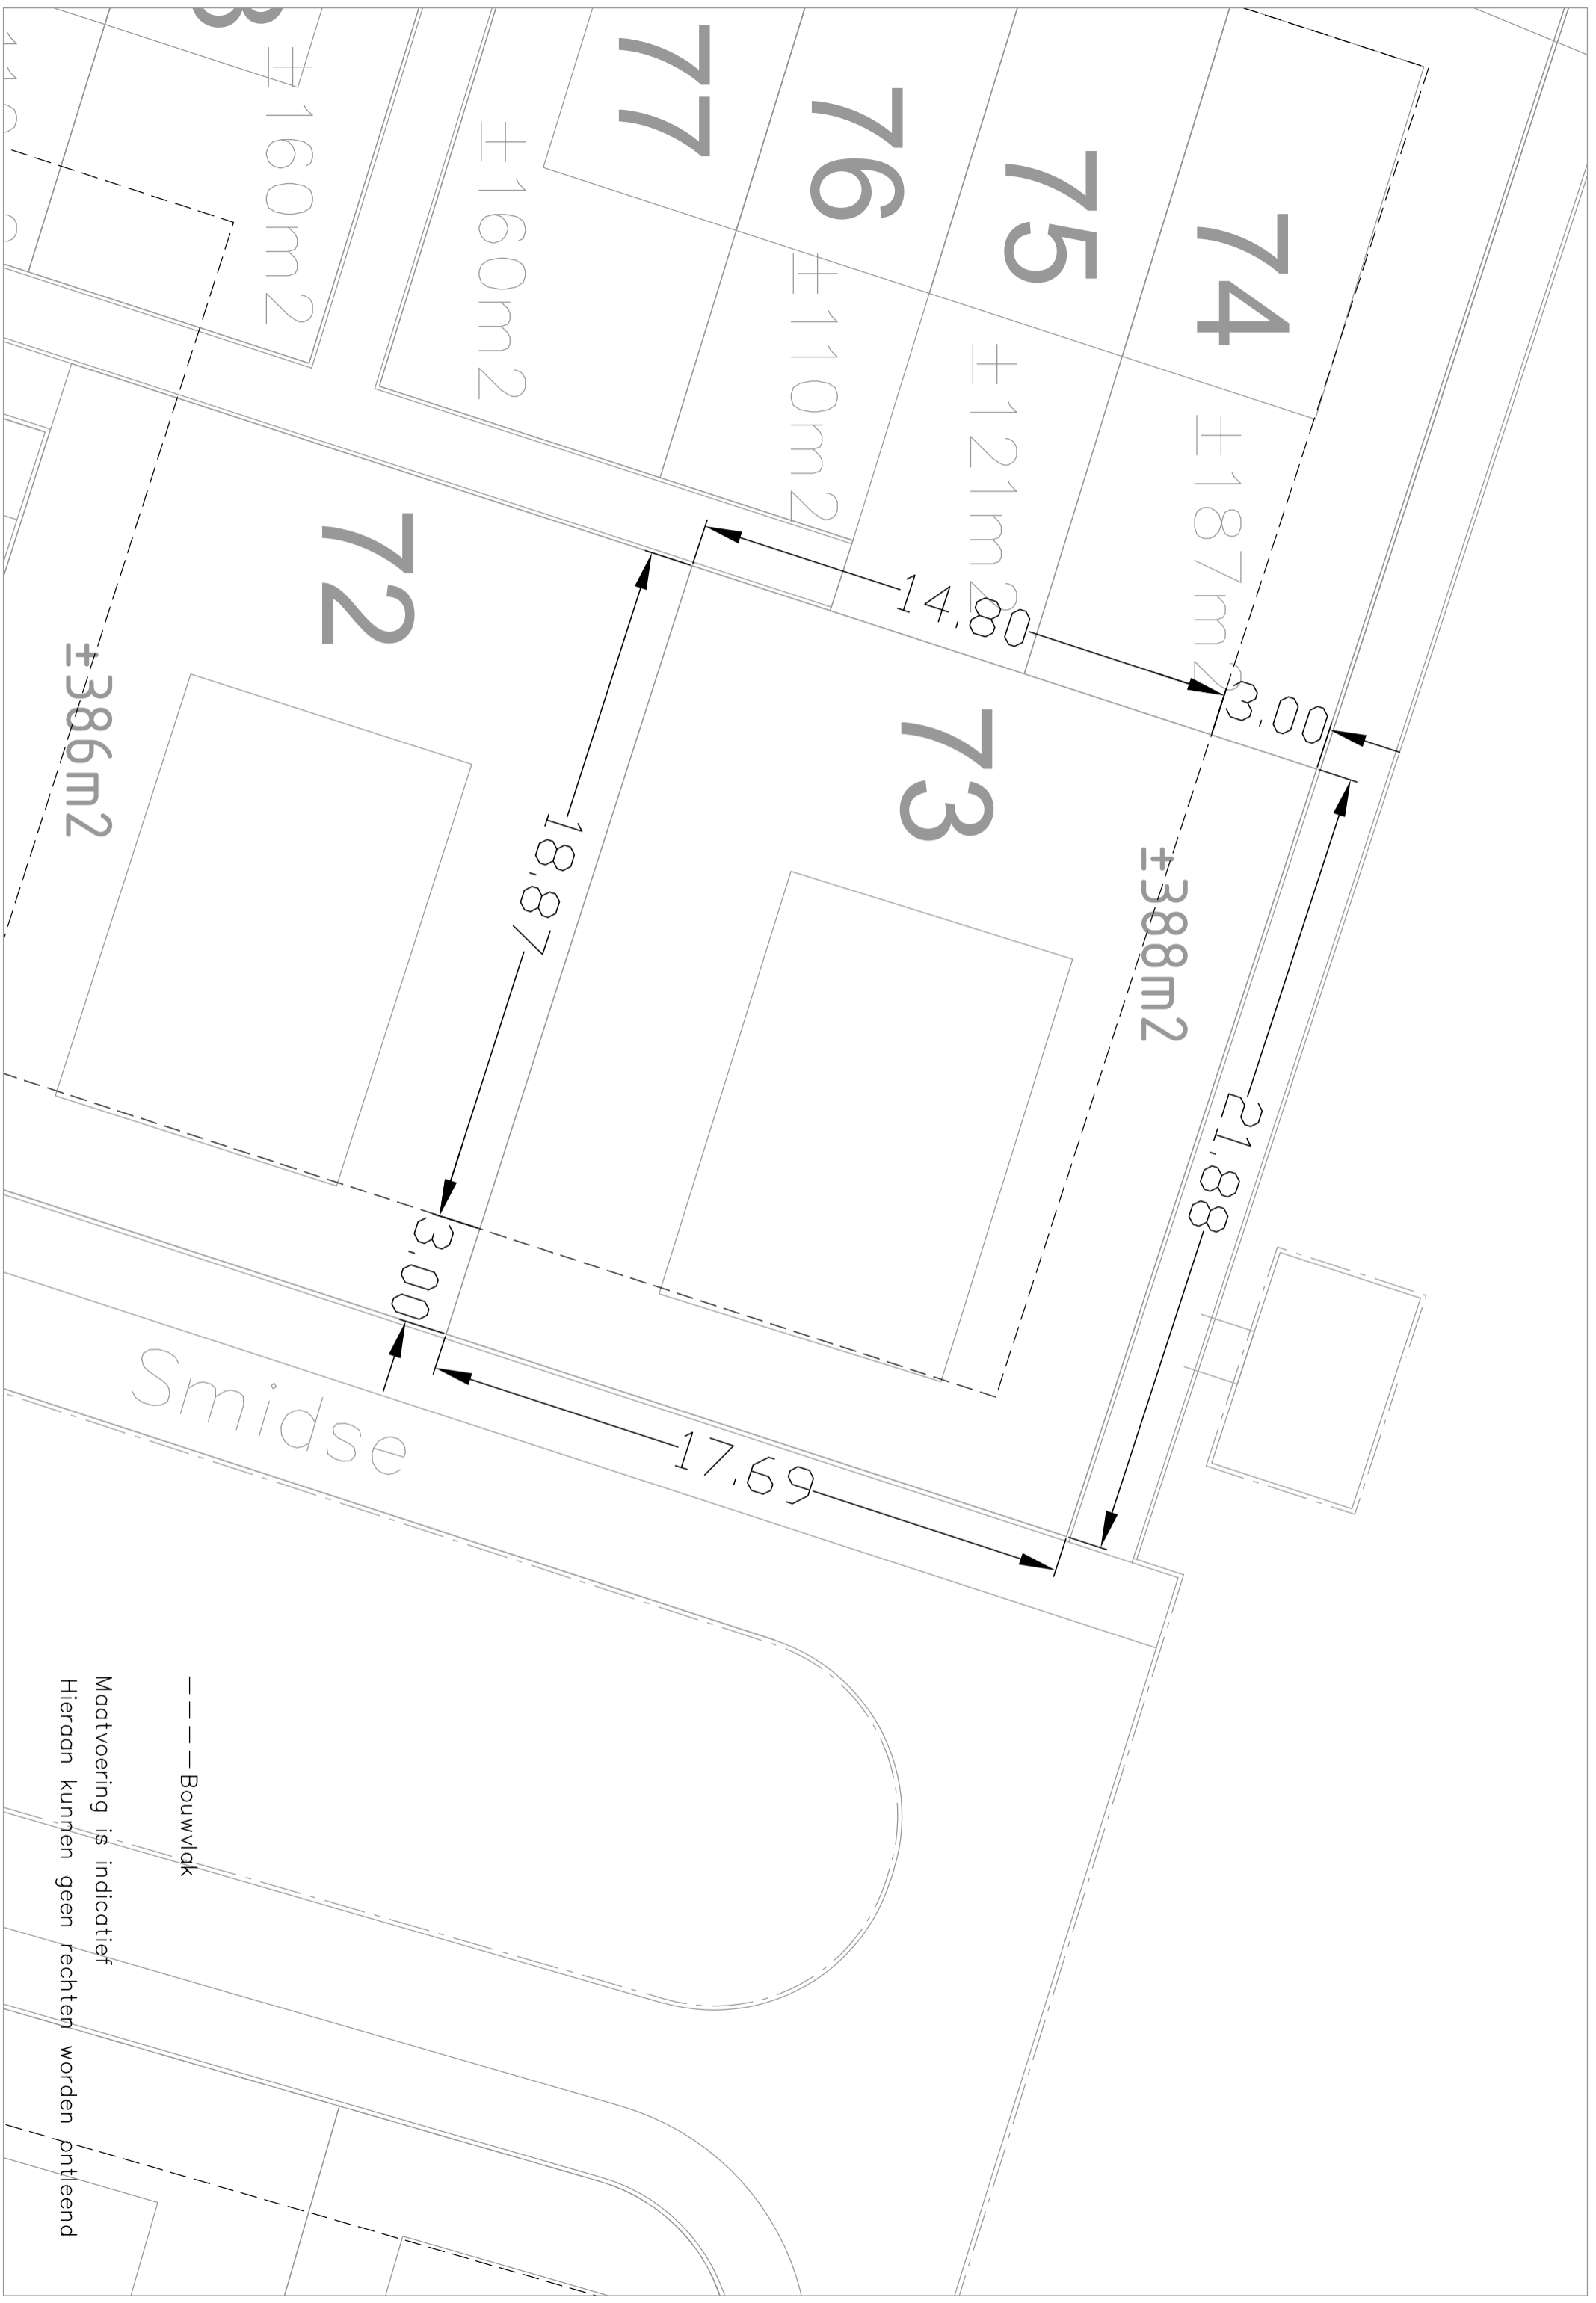 74
±187m2
75
±121m2
76
±110m2
77
±160m2
±160m2
3.00
14.80
73
±388m2
21.88
72
±386m2
18.87
3.00
17.69
Smidse
Bouwvlak
Maatvoering is indicatief
Hieraan kunnen geen rechten worden ontleend